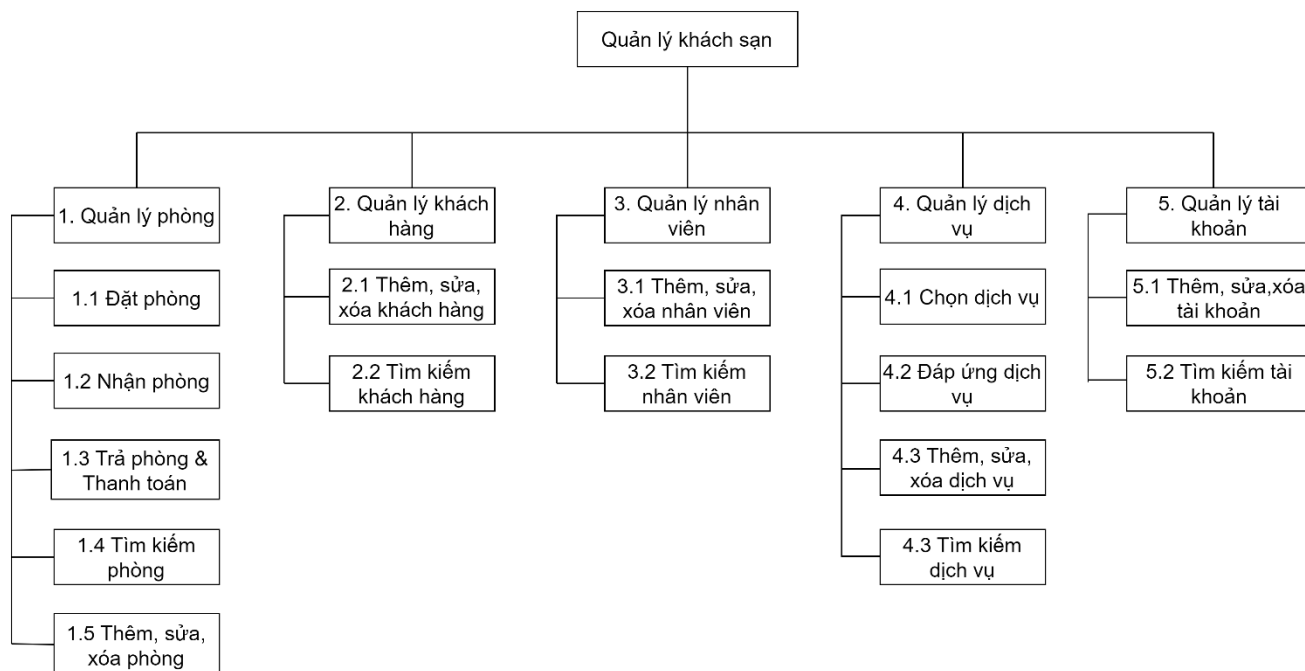 Quản lý khách sạn
1. Quản lý phòng
1.1 Đặt phòng
1.2 Nhận phòng
1.3 Trả phòng &
Thanh toán
1.4 Tìm kiếm
phòng
1.5 Thêm, sửa,
xóa phòng
2. Quản lý khách
hàng
2.1 Thêm, sửa,
xóa khách hàng
2.2 Tìm kiếm
khách hàng
3. Quản lý nhân
viên
3.1 Thêm, sửa,
xóa nhân viên
3.2 Tìm kiếm
nhân viên
4. Quản lý dịch
vụ
4.1 Chọn dịch vụ
4.2 Đáp ứng dịch
vụ
4.3 Thêm, sửa,
xóa dịch vụ
4.3 Tìm kiếm
dịch vụ
5. Quản lý tài
khoản
5.1 Thêm, sửa,xóa
tài khoản
5.2 Tìm kiếm tài
khoản